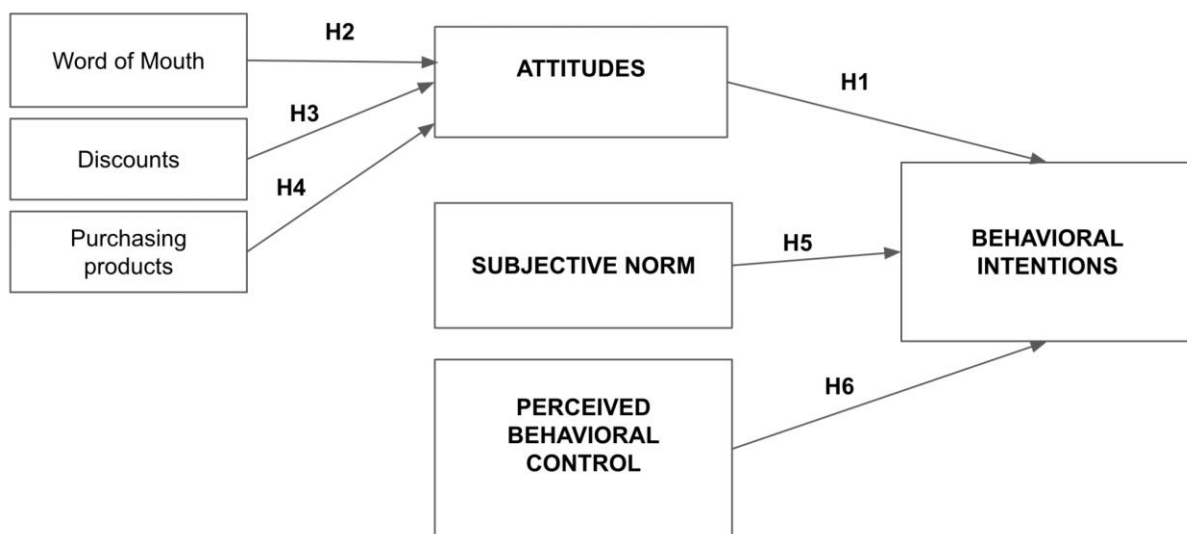 Word of Mouth
H2
ATTITUDES
H1
H3
Discounts
H4
Purchasing
products
SUBJECTIVE NORM
H5
BEHAVIORAL
INTENTIONS
PERCEIVED
BEHAVIORAL
CONTROL
H6